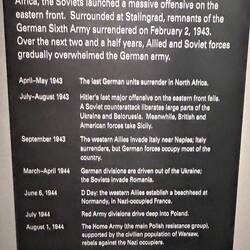 Africa, the Soviets launched a massive offensive on the
eastern front. Surrounded at Stalingrad, remnants of the
German Sixth Army surrendered on February 2, 1943.
Over the next two and a half years, Allied and Soviet forces
gradually overwhelmed the German army.
April–May 1943 The last German units surrender in North Africa.
July–August 1943 Hitler's last major offensive on the eastern front fails.
A Soviet counterattack liberates large parts of the
Ukraine and Belorussia. Meanwhile, British and
American forces take Sicily.
September 1943 The western Allies invade Italy near Naples; Italy
surrenders, but German forces occupy most of the
country.
March–April 1944 German divisions are driven out of the Ukraine;
the Soviets invade Romania.
June 6, 1944 D Day: the western Allies establish a beachhead at
Normandy, in Nazi-occupied France.
July 1944 Red Army divisions drive deep into Poland.
August 1, 1944 The Home Army (the main Polish resistance group),
supported by the civilian population of Warsaw,
rebels against the Nazi occupiers.